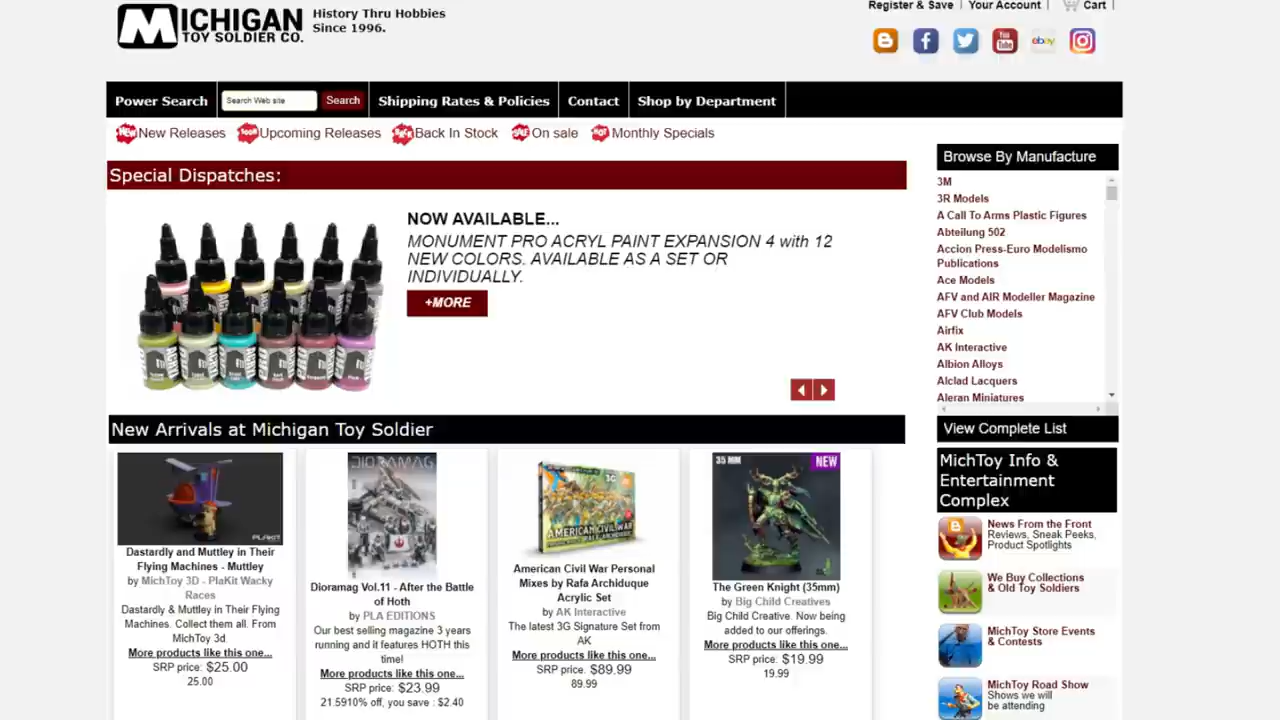 MICHIGAN
TOY SOLDIER CO.
History Thru Hobbies
Since 1996.
Register & Save | Your Account | Cart |
Power Search
Search Web site
Search
Shipping Rates & Policies
Contact
Shop by Department
New Releases
Upcoming Releases
Back In Stock
On sale
Monthly Specials
Special Dispatches:
NOW AVAILABLE...
MONUMENT PRO ACRYL PAINT EXPANSION 4 with 12
NEW COLORS. AVAILABLE AS A SET OR
INDIVIDUALLY.
+MORE
New Arrivals at Michigan Toy Soldier
PLAKIT
Dastardly and Muttley in Their
Flying Machines - Muttley
by MichToy 3D - PlaKit Wacky
Races
Dastardly & Muttley in Their Flying
Machines. Collect them all. From
MichToy 3d.
More products like this one...
SRP price: $25.00
25.00
DIORAMAG
Dioramag Vol.11 - After the Battle
of Hoth
by PLA EDITIONS
Our best selling magazine 3 years
running and it features HOTH this
time!
More products like this one...
SRP price: $23.99
21.5910% off, you save : $2.40
3G
AMERICAN CIVIL WAR
American Civil War Personal
Mixes by Rafa Archiduque
Acrylic Set
by AK Interactive
The latest 3G Signature Set from
AK
More products like this one...
SRP price: $89.99
89.99
35 MM
NEW
The Green Knight (35mm)
by Big Child Creatives
Big Child Creative. Now being
added to our offerings.
More products like this one...
SRP price: $19.99
19.99
Browse By Manufacture
3M
3R Models
A Call To Arms Plastic Figures
Abteilung 502
Accion Press-Euro Modelismo
Publications
Ace Models
AFV and AIR Modeller Magazine
AFV Club Models
Airfix
AK Interactive
Albion Alloys
Alclad Lacquers
Aleran Miniatures
View Complete List
MichToy Info &
Entertainment
Complex
News From the Front
Reviews, Sneak Peeks,
Product Spotlights
We Buy Collections
& Old Toy Soldiers
MichToy Store Events
& Contests
MichToy Road Show
Shows we will
be attending